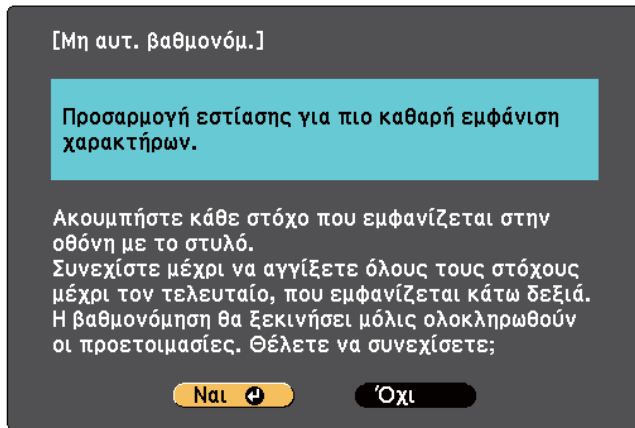 [Μη αυτ. βαθμονόμ.]
Προσαρμογή εστίασης για πιο καθαρή εμφάνιση
χαρακτήρων.
Ακουμπήστε κάθε στόχο που εμφανίζεται στην
οθόνη με το στυλό.
Συνεχίστε μέχρι να αγγίξετε όλους τους στόχους
μέχρι τον τελευταίο, που εμφανίζεται κάτω δεξιά.
Η βαθμονόμηση θα ξεκινήσει μόλις ολοκληρωθούν
οι προετοιμασίες. Θέλετε να συνεχίσετε;
Ναι Όχι